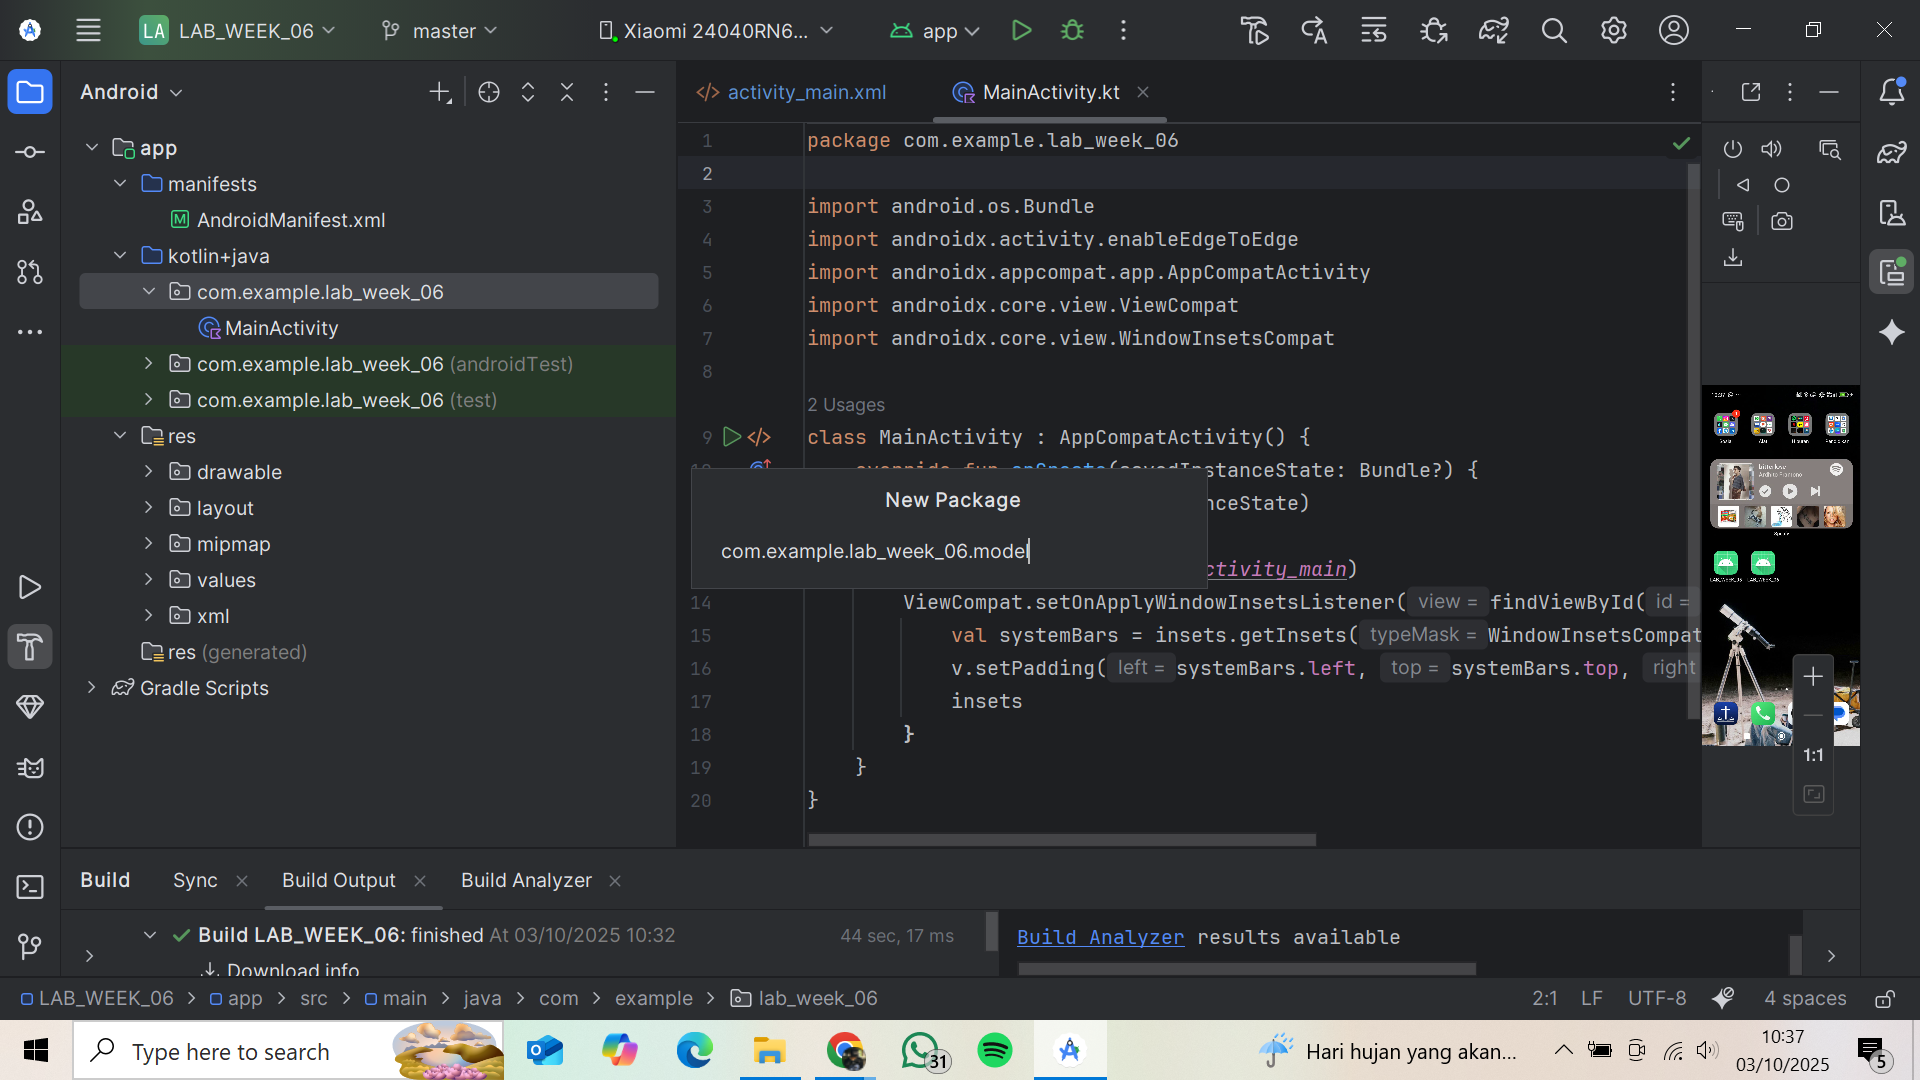 LA LAB_WEEK_06 master Xiaomi 24040RN6... app
Android
activity_main.xml MainActivity.kt
app
manifests
AndroidManifest.xml
kotlin+java
com.example.lab_week_06
MainActivity
com.example.lab_week_06 (androidTest)
com.example.lab_week_06 (test)
res
drawable
layout
mipmap
values
xml
res (generated)
Gradle Scripts
1 package com.example.lab_week_06
2
3 import android.os.Bundle
4 import androidx.activity.enableEdgeToEdge
5 import androidx.appcompat.app.AppCompatActivity
6 import androidx.core.view.ViewCompat
7 import androidx.core.view.WindowInsetsCompat
8
2 Usages
9 class MainActivity : AppCompatActivity() {
InstanceState: Bundle?) {
nceState)
New Package
com.example.lab_week_06.model
ctivity_main)
14 ViewCompat.setOnApplyWindowInsetsListener( view = findViewById( id =
15 val systemBars = insets.getInsets( typeMask = WindowInsetsCompat
16 v.setPadding( left = systemBars.left, top = systemBars.top, right
17 insets
18 }
19 }
20 }
1:1
Build Sync Build Output Build Analyzer
Build LAB_WEEK_06: finished At 03/10/2025 10:32 44 sec, 17 ms
Download info
Build Analyzer results available
LAB_WEEK_06 > app > src > main > java > com > example > lab_week_06
2:1 LF UTF-8 4 spaces
Type here to search
31
Hari hujan yang akan...
10:37
03/10/2025
5